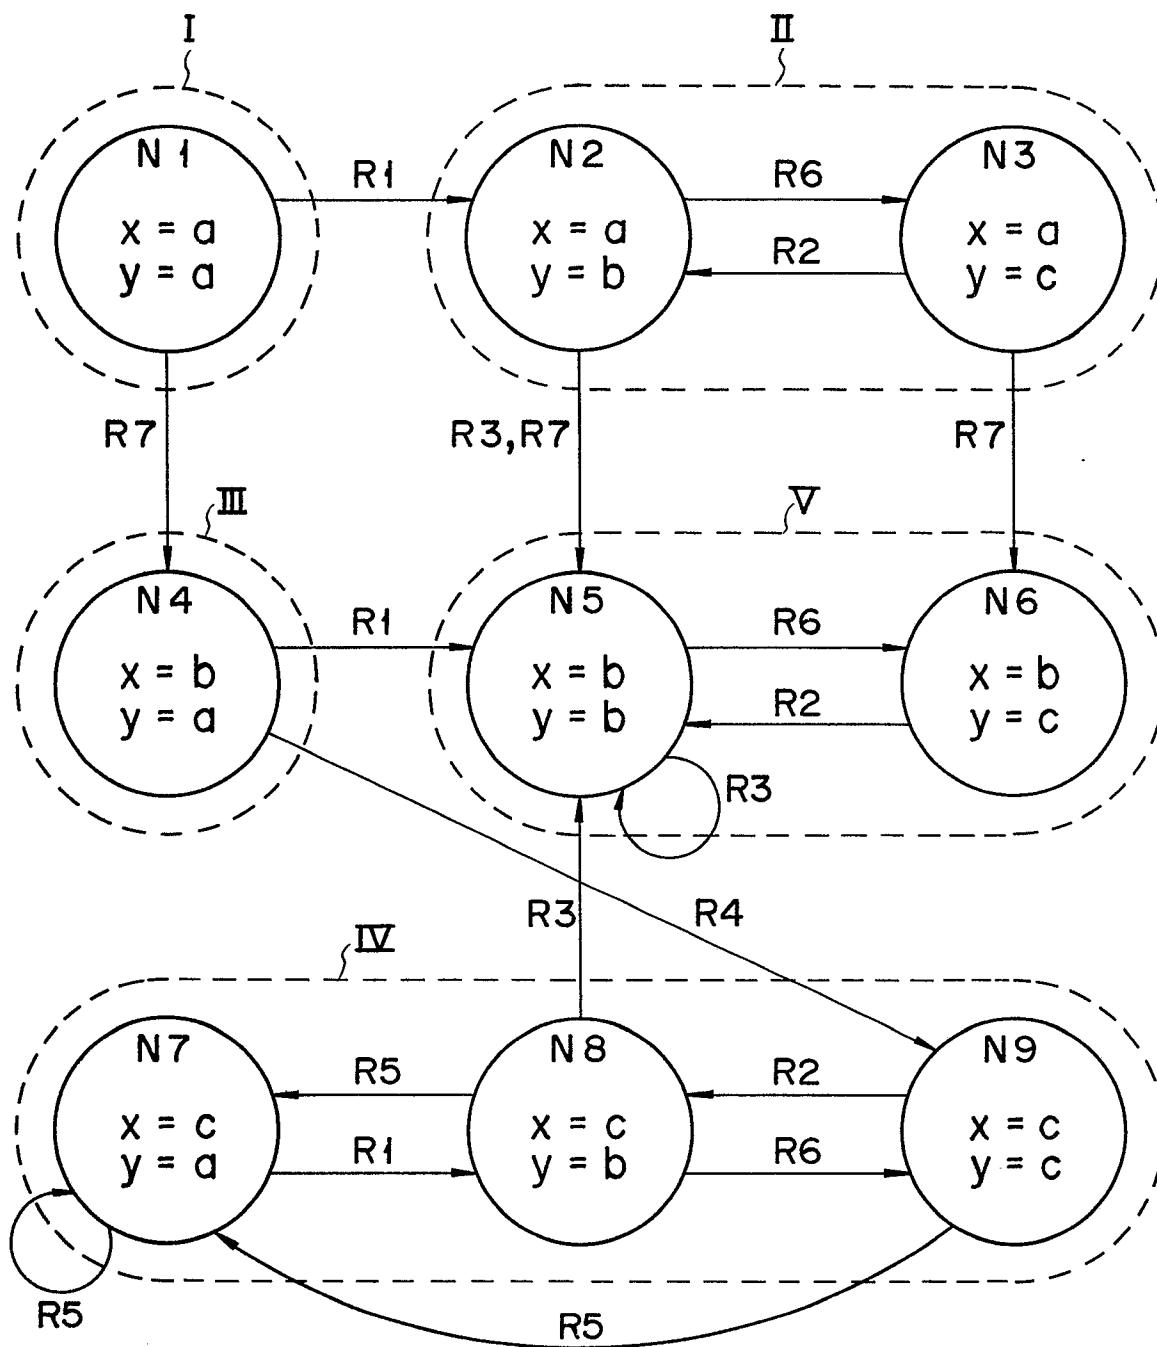 I
II
N1
x = a
y = a
R1
N2
x = a
y = b
R6
R2
N3
x = a
y = c
R7
R3,R7
R7
III
V
N4
x = b
y = a
R1
N5
x = b
y = b
R6
R2
N6
x = b
y = c
R3
R3
R4
IV
N7
x = c
y = a
R5
R1
N8
x = c
y = b
R2
R6
N9
x = c
y = c
R5
R5